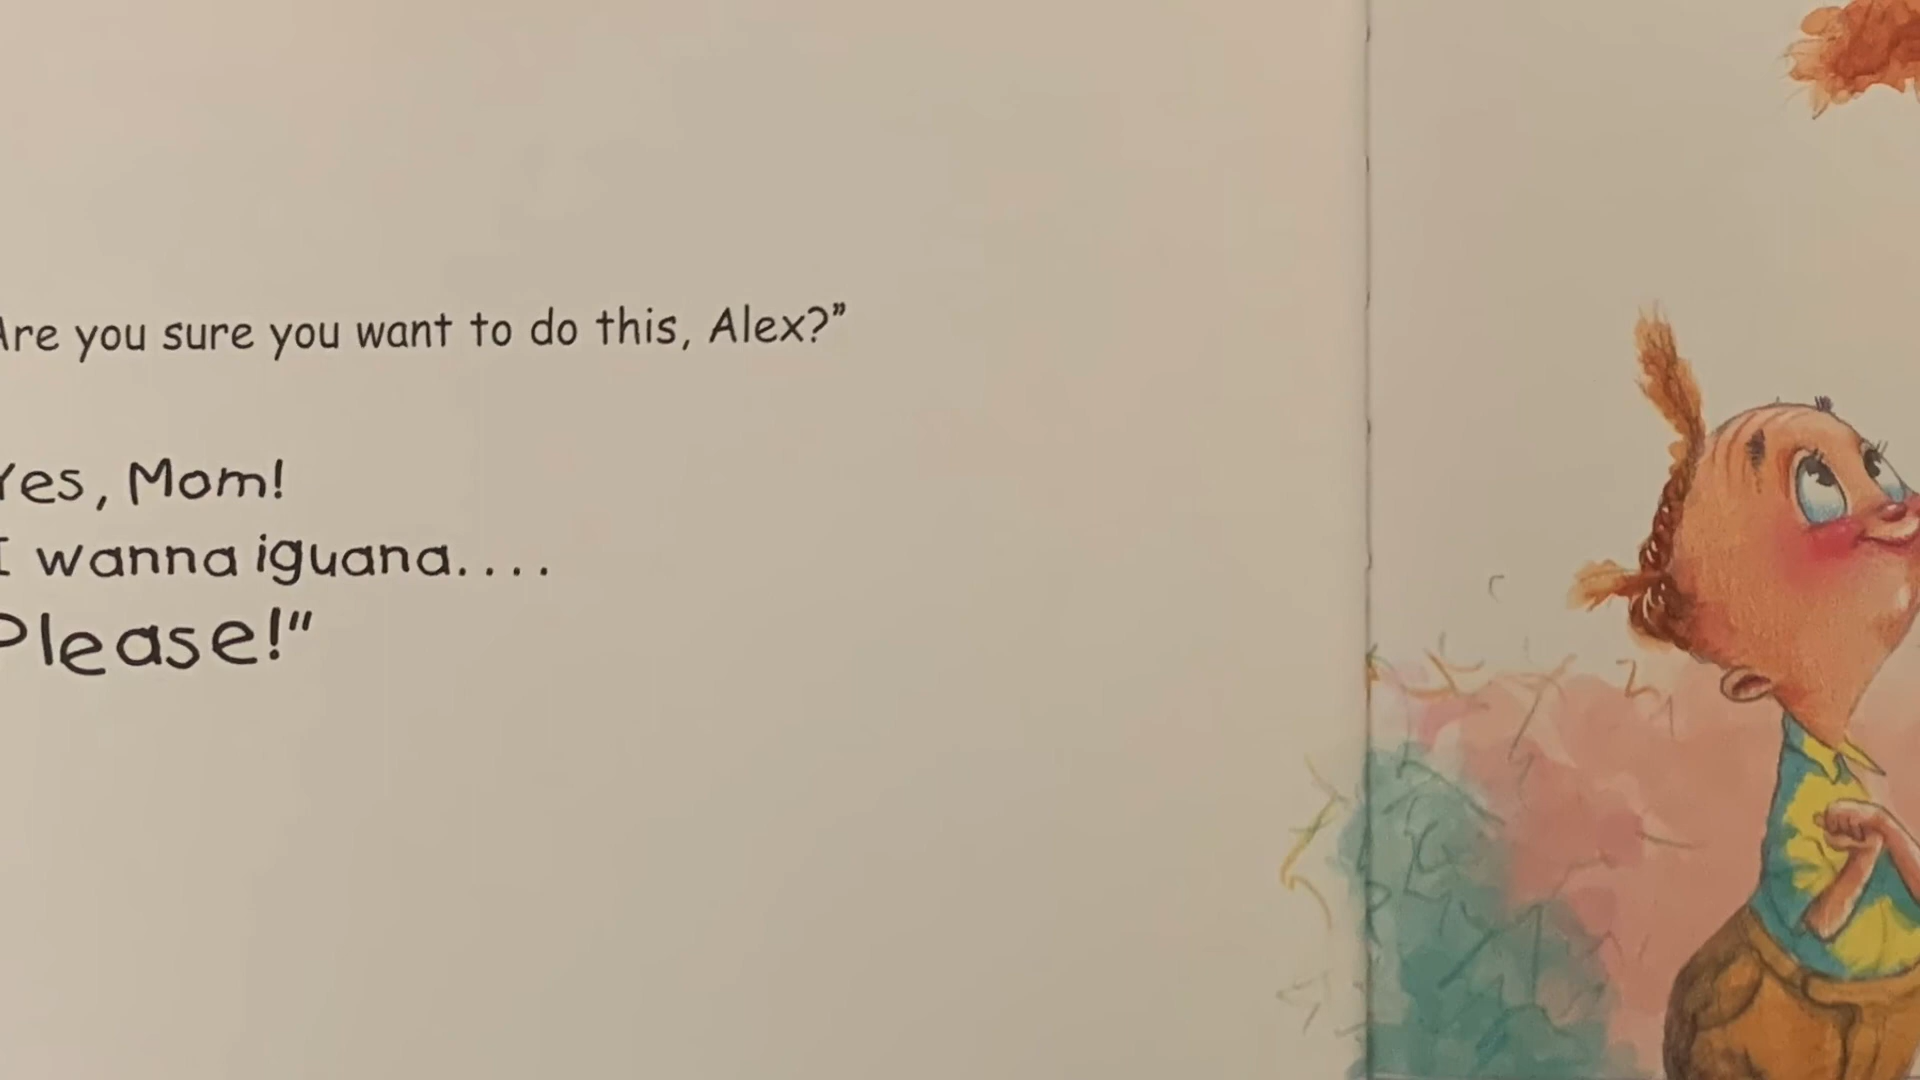 Are you sure you want to do this, Alex?”
Yes, Mom!
I wanna iguana....
Please!"